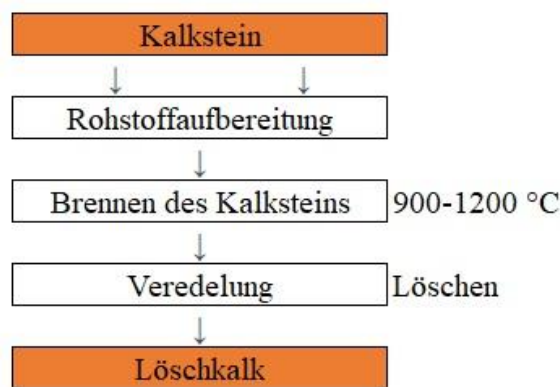 Kalkstein
Rohstoffaufbereitung
Brennen des Kalksteins 900-1200 °C
Veredelung Löschen
Löschkalk